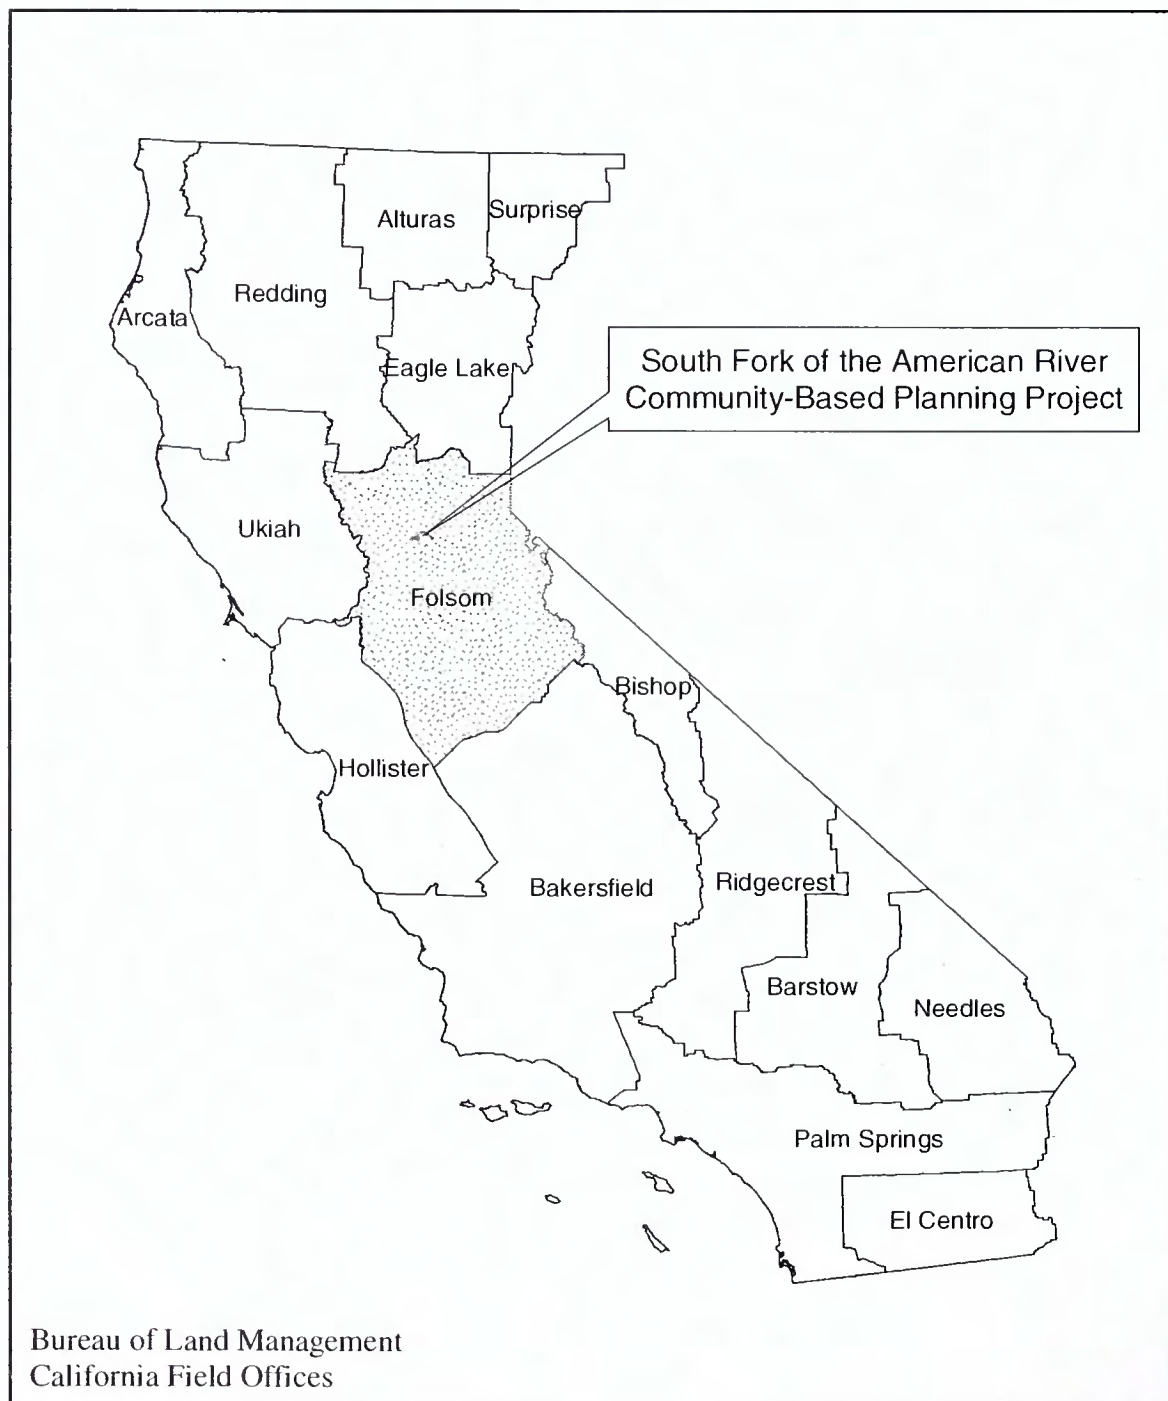 Alturas
Surprise
Redding
Arcata
Eagle Lake
South Fork of the American River
Community-Based Planning Project
Ukiah
Folsom
Bishop
Hollister
Bakersfield
Ridgecrest
Barstow
Needles
Palm Springs
El Centro
Bureau of Land Management
California Field Offices